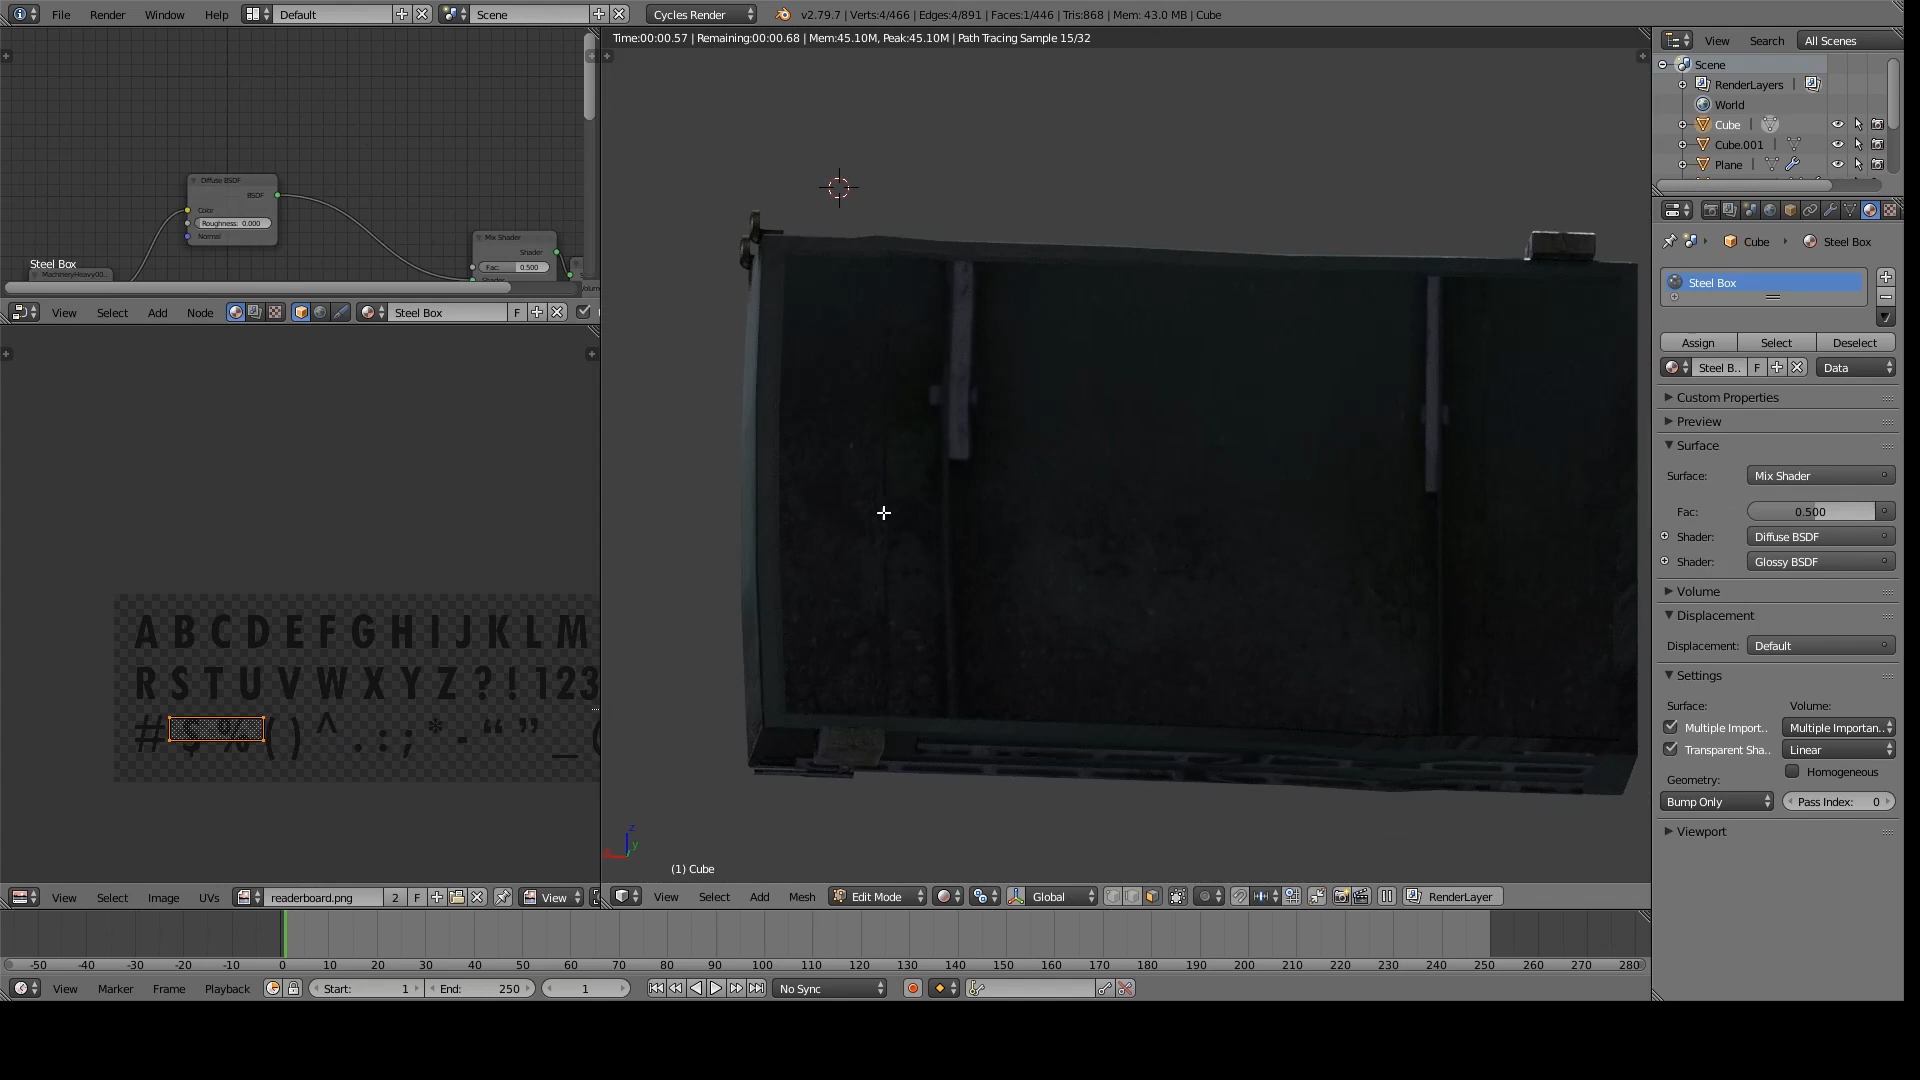 File Render Window Help Default Scene Cycles Render v2.79.7 | Verts:4/466 | Edges:4/891 | Faces:1/446 | Tris:868 | Mem: 43.0 MB | Cube
Time:00:00.57 | Remaining:00:00.68 | Mem:45.10M, Peak:45.10M | Path Tracing Sample 15/32
View Search All Scenes
Scene
RenderLayers |
World
Cube |
Cube.001 |
Plane |
Diffuse BSDF
BSDF
Color
Roughness: 0.000
Normal
Mix Shader
Shader
Fac: 0.500
Steel Box
MachineryHeavy00...
View Select Add Node Steel Box F
Cube Steel Box
Steel Box
Assign Select Deselect
Steel B.. F Data
Custom Properties
Preview
Surface
Surface: Mix Shader
Fac: 0.500
Shader: Diffuse BSDF
Shader: Glossy BSDF
Volume
Displacement
Displacement: Default
Settings
Surface: Volume:
Multiple Import.. Multiple Importan..
Transparent Sha.. Linear
Geometry: Homogeneous
Bump Only Pass Index: 0
Viewport
A B C D E F G H I J K L M
R S T U V W X Y Z ? ! 1 2 3
# $ % ( ) ^ . : ; * - “ ” _ (
z
y
(1) Cube
View Select Image UVs readerboard.png 2 F View
View Select Add Mesh Edit Mode Global RenderLayer
-50 -40 -30 -20 -10 0 10 20 30 40 50 60 70 80 90 100 110 120 130 140 150 160 170 180 190 200 210 220 230 240 250 260 270 280
View Marker Frame Playback Start: 1 End: 250 1 No Sync